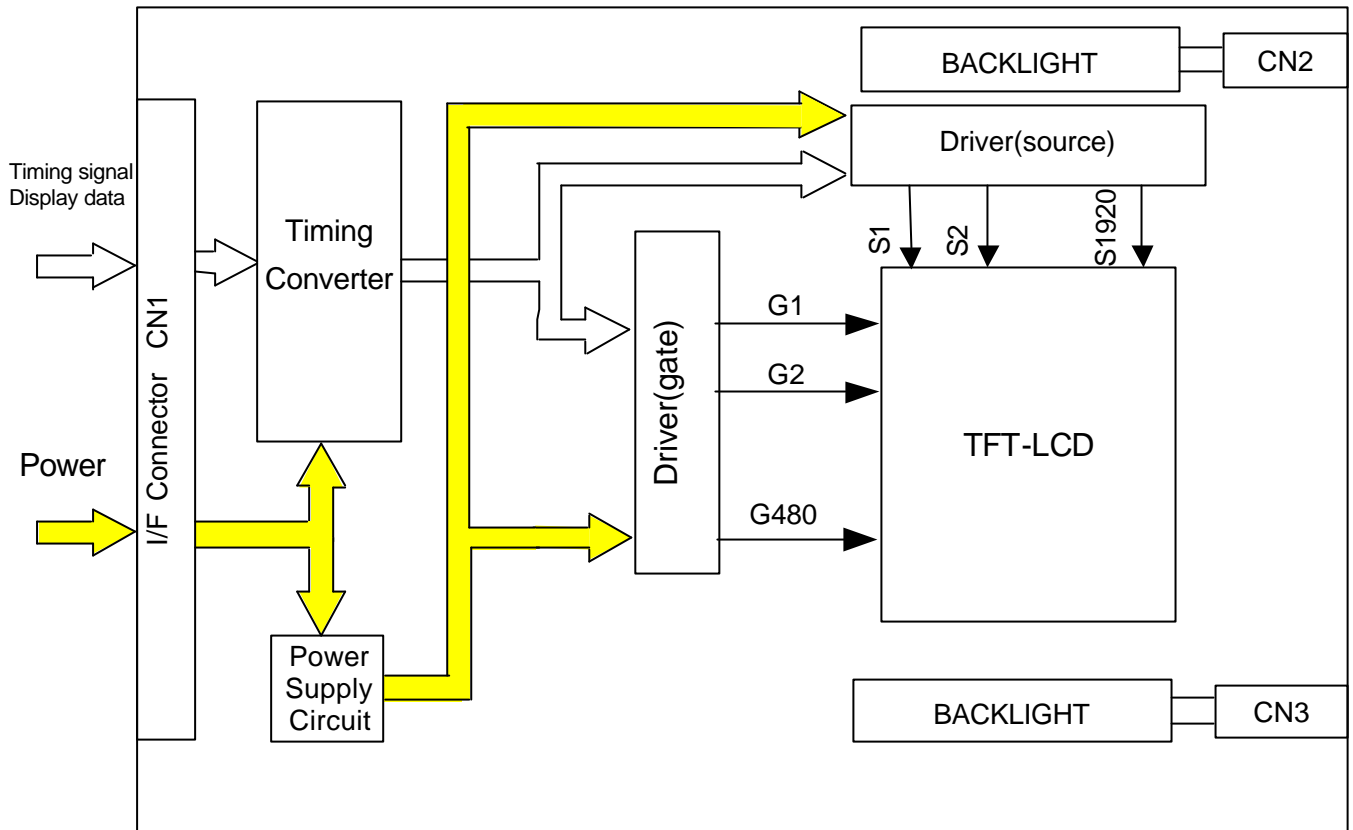 BACKLIGHT
CN2
Driver(source)
Timing signal
Display data
Timing
Converter
S1
S2
S1920
I/F Connector CN1
Driver(gate)
G1
G2
TFT-LCD
Power
G480
Power
Supply
Circuit
BACKLIGHT
CN3